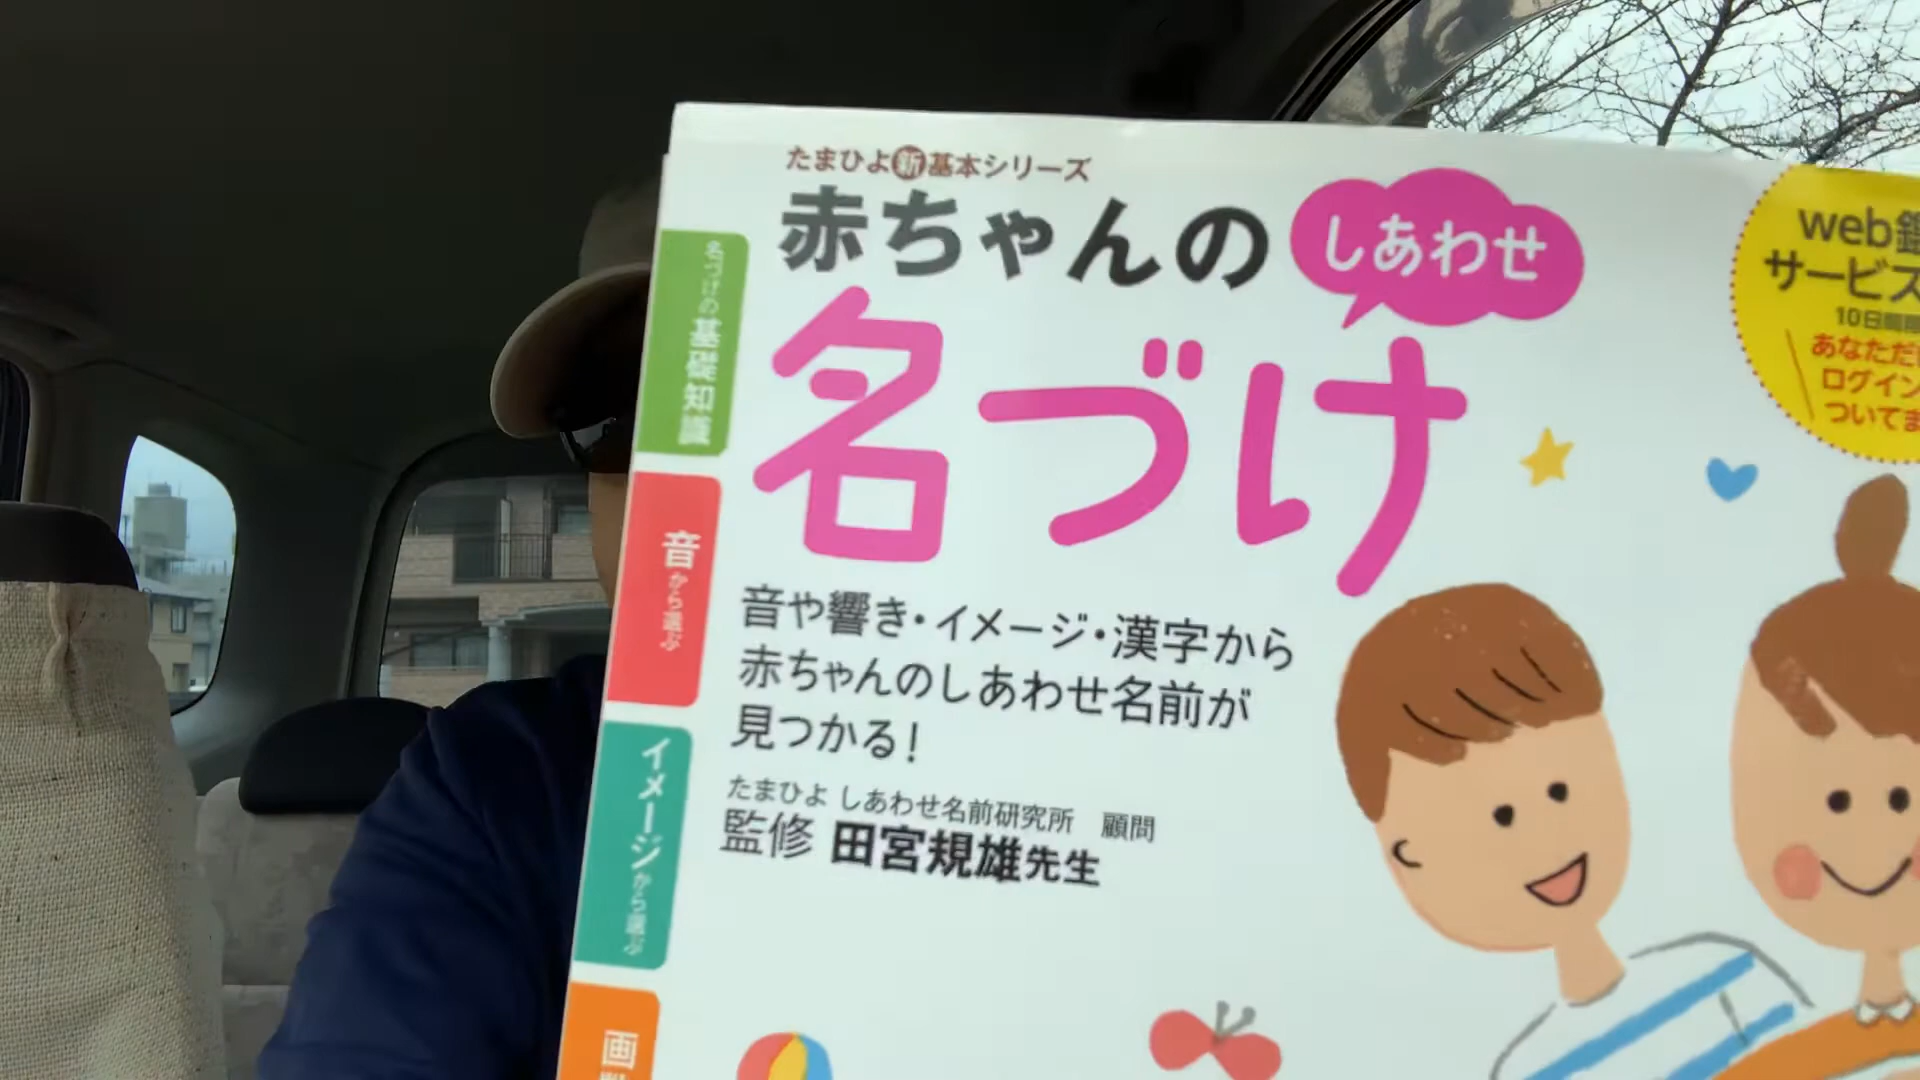 たまひよ新基本シリーズ
赤ちゃんの
しあわせ
名づけ
音や響き・イメージ・漢字から
赤ちゃんのしあわせ名前が
見つかる!
たまひよ しあわせ名前研究所 顧問
監修 田宮規雄先生
web鑑
サービス
10日間
あなただ
ログイン
ついてま
名づけの基礎知識
音から選ぶ
イメージから選ぶ
画